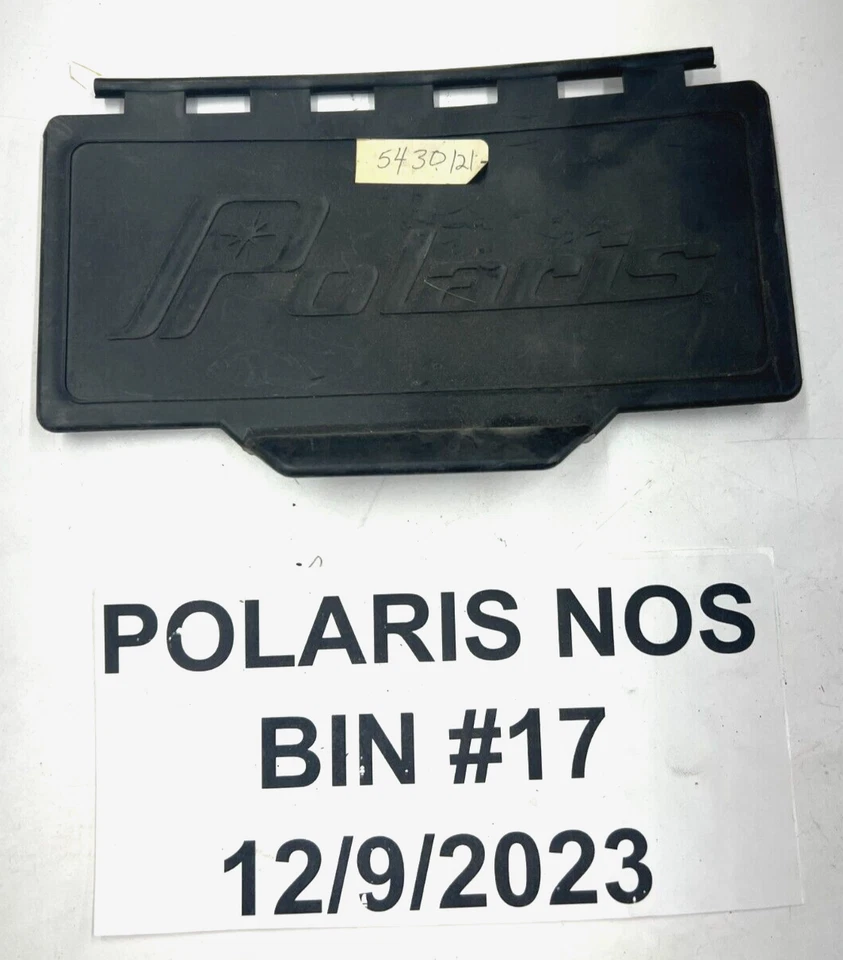 5430121
Polaris
POLARIS NOS
BIN #17
12/9/2023